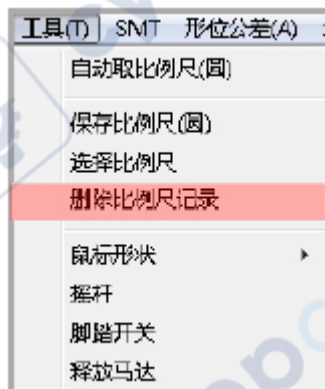 工具(T) SMT 形位公差(A)
自动取比例尺(圆)
保存比例尺(圆)
选择比例尺
删除比例尺记录
鼠标形状
摇杆
脚踏开关
释放马达